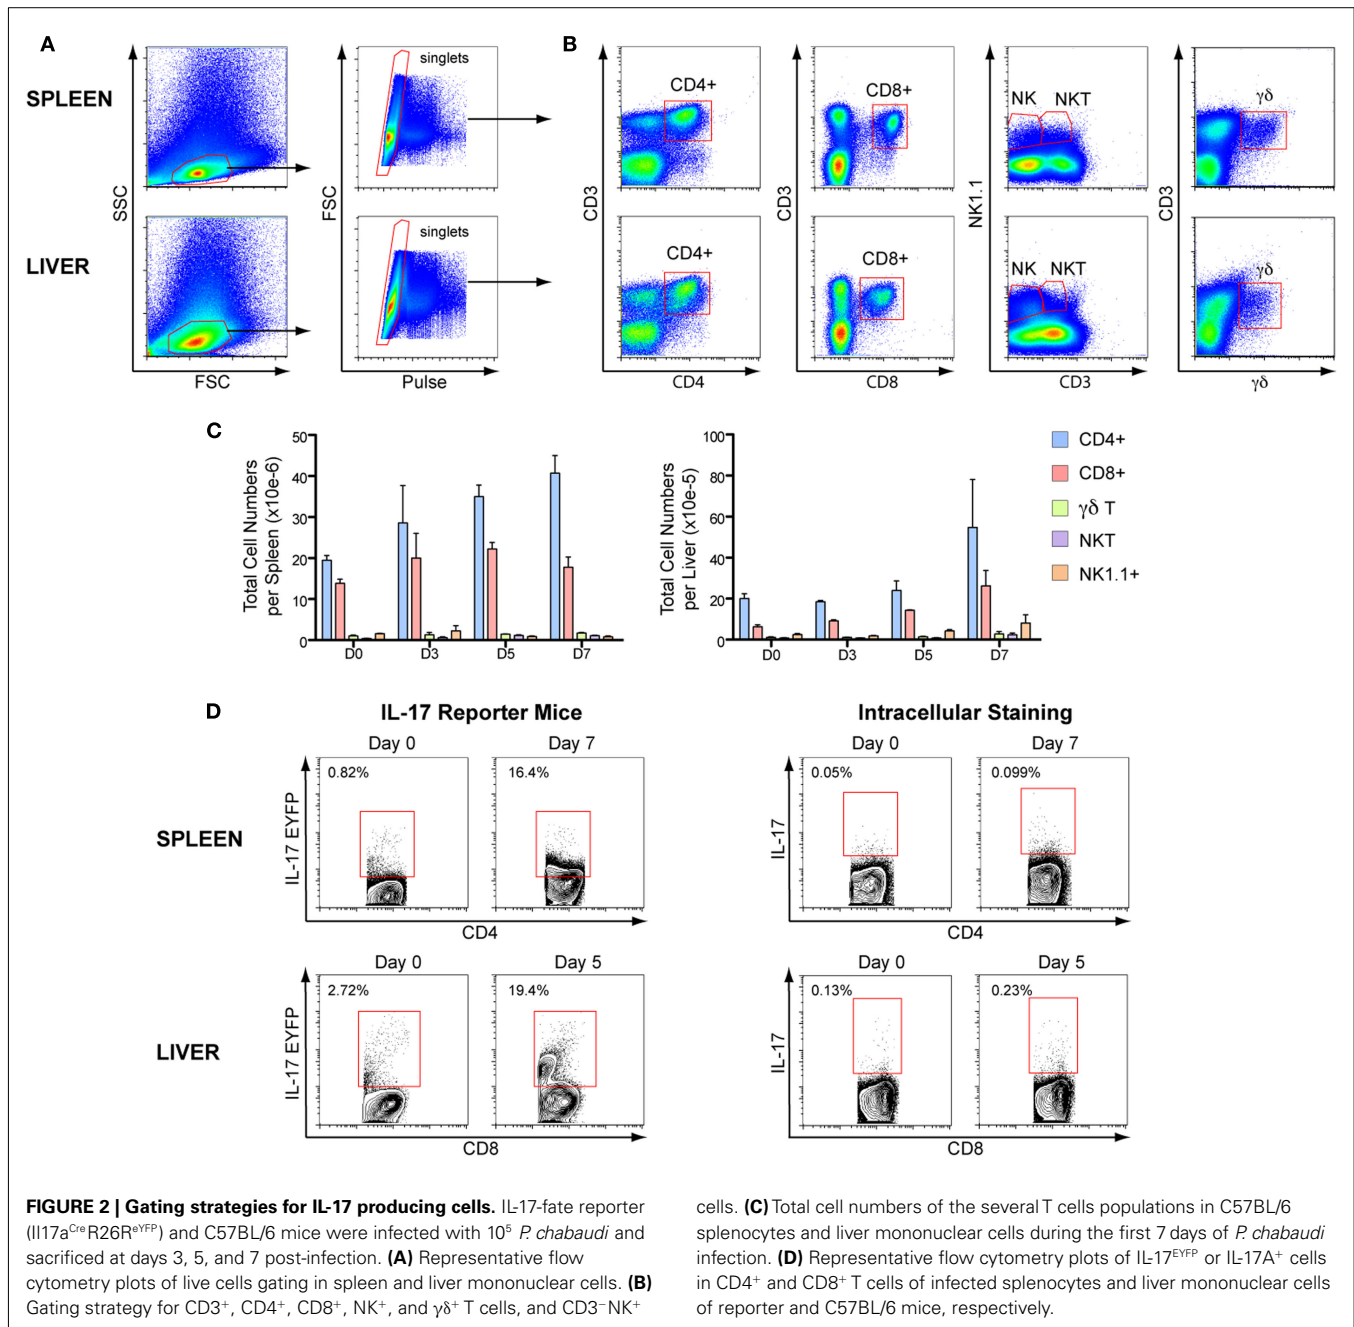 A
SPLEEN
SSC
LIVER
FSC
singlets
FSC
singlets
Pulse
B
CD4+
CD8+
NK NKT
γδ
CD3
CD3
NK1.1
CD3
CD4+
CD8+
NK NKT
γδ
CD4
CD8
CD3
γδ
C
Total Cell Numbers
per Spleen (x10e-6)
50
40
30
20
10
0
D0 D3 D5 D7
Total Cell Numbers
per Liver (x10e-5)
100
80
60
40
20
0
D0 D3 D5 D7
CD4+
CD8+
γδ T
NKT
NK1.1+
D
IL-17 Reporter Mice
Intracellular Staining
Day 0 Day 7 Day 0 Day 7
SPLEEN
IL-17 EYFP
0.82%
16.4%
IL-17
0.05%
0.099%
CD4
CD4
Day 0 Day 5 Day 0 Day 5
LIVER
IL-17 EYFP
2.72%
19.4%
IL-17
0.13%
0.23%
CD8
CD8
FIGURE 2 | Gating strategies for IL-17 producing cells. IL-17-fate reporter
(Il17aCreR26ReYFP) and C57BL/6 mice were infected with 10⁵ P. chabaudi and
sacrificed at days 3, 5, and 7 post-infection. (A) Representative flow
cytometry plots of live cells gating in spleen and liver mononuclear cells. (B)
Gating strategy for CD3⁺, CD4⁺, CD8⁺, NK⁺, and γδ⁺ T cells, and CD3⁻NK⁺
cells. (C) Total cell numbers of the several T cells populations in C57BL/6
splenocytes and liver mononuclear cells during the first 7 days of P. chabaudi
infection. (D) Representative flow cytometry plots of IL-17EYFP or IL-17A⁺ cells
in CD4⁺ and CD8⁺ T cells of infected splenocytes and liver mononuclear cells
of reporter and C57BL/6 mice, respectively.